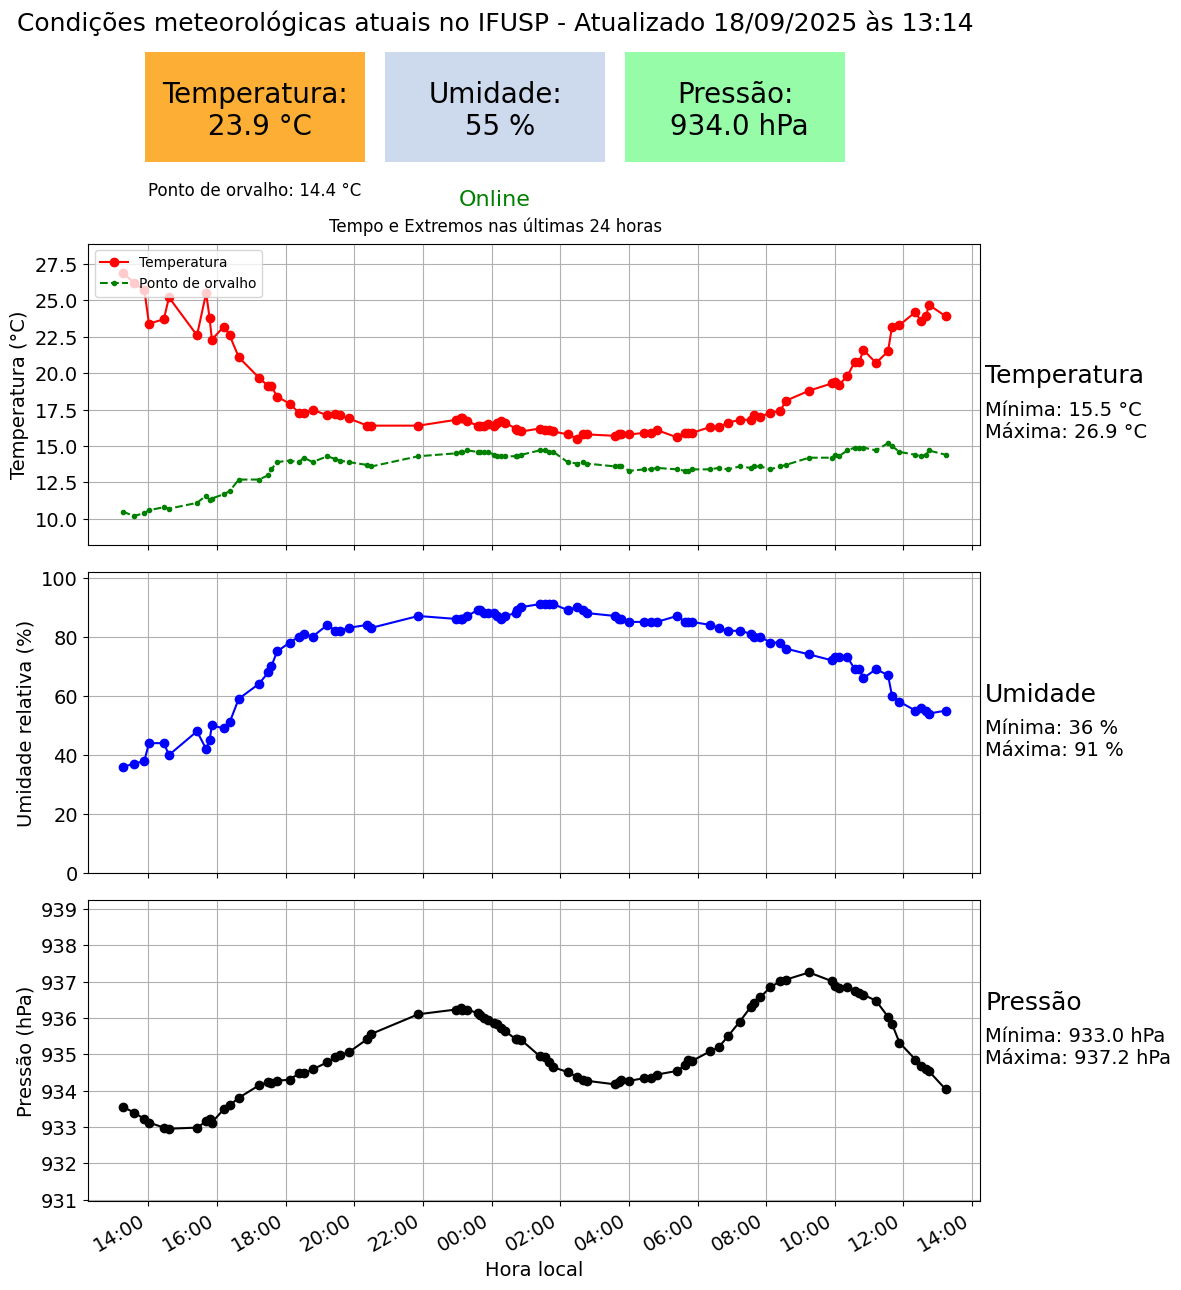 Condições meteorológicas atuais no IFUSP - Atualizado 18/09/2025 às 13:14
Temperatura:
23.9 °C
Umidade:
55 %
Pressão:
934.0 hPa
Ponto de orvalho: 14.4 °C
Online
Tempo e Extremos nas últimas 24 horas
Temperatura
Ponto de orvalho
Temperatura (°C)
27.5
25.0
22.5
20.0
17.5
15.0
12.5
10.0
Temperatura
Mínima: 15.5 °C
Máxima: 26.9 °C
Umidade relativa (%)
100
80
60
40
20
0
Umidade
Mínima: 36 %
Máxima: 91 %
Pressão (hPa)
939
938
937
936
935
934
933
932
931
Pressão
Mínima: 933.0 hPa
Máxima: 937.2 hPa
14:00 16:00 18:00 20:00 22:00 00:00 02:00 04:00 06:00 08:00 10:00 12:00 14:00
Hora local